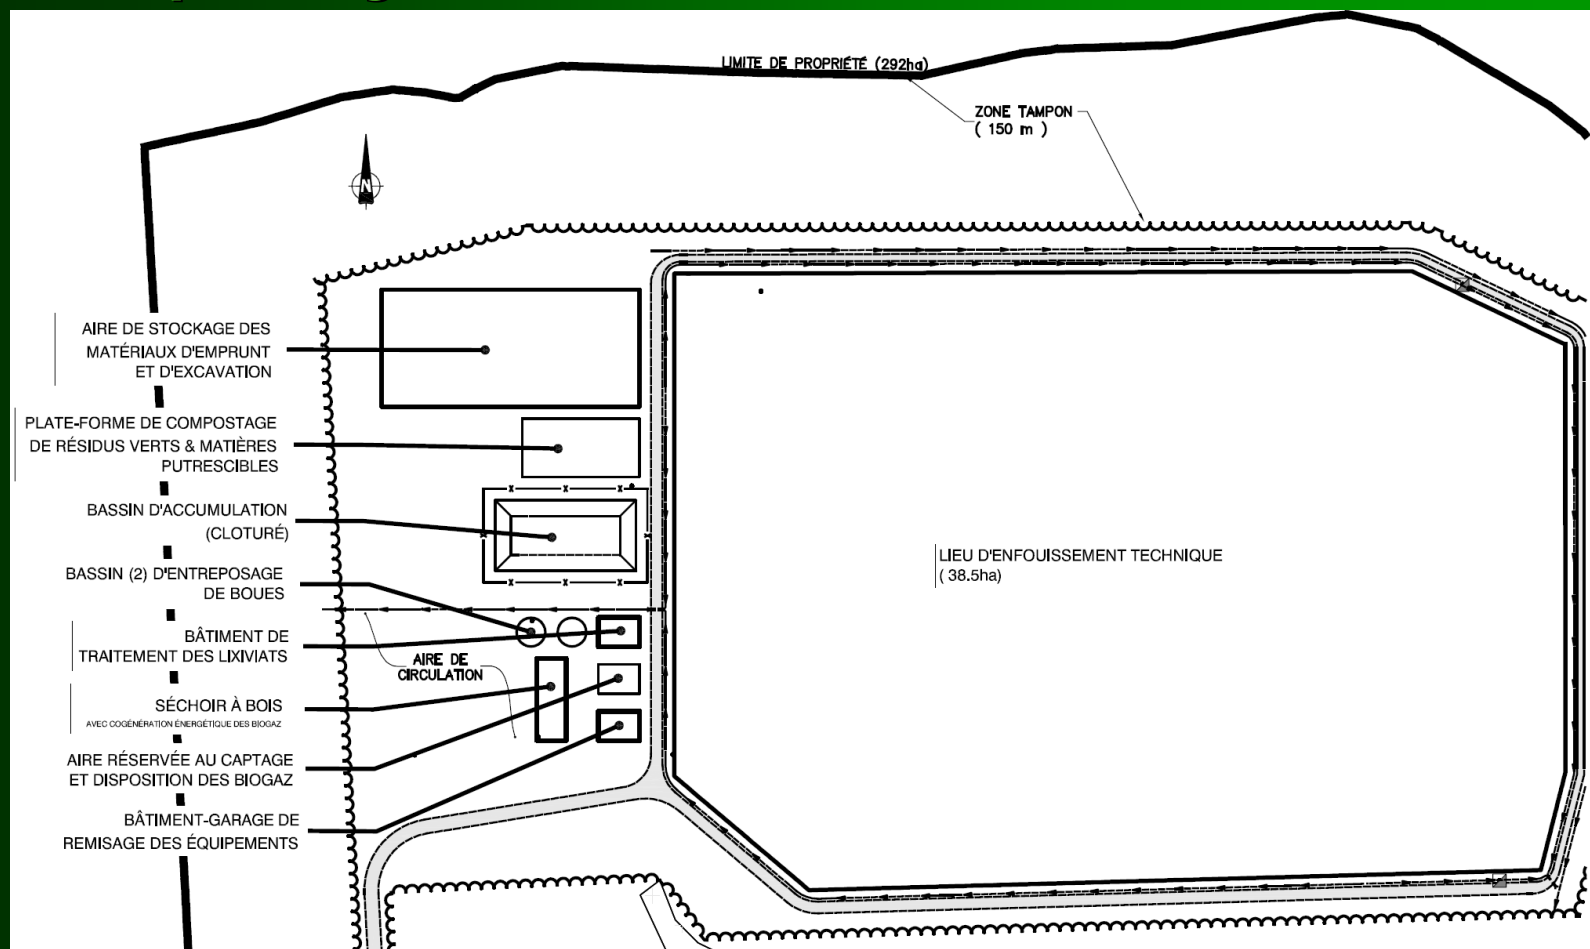 LIMITE DE PROPRIÉTÉ (292ha)
ZONE TAMPON
( 150 m )
N
AIRE DE STOCKAGE DES
MATÉRIAUX D'EMPRUNT
ET D'EXCAVATION
PLATE-FORME DE COMPOSTAGE
DE RÉSIDUS VERTS & MATIÈRES
PUTRESCIBLES
BASSIN D'ACCUMULATION
(CLOTURÉ)
BASSIN (2) D'ENTREPOSAGE
DE BOUES
BÂTIMENT DE
TRAITEMENT DES LIXIVIATS
SÉCHOIR À BOIS
AVEC COGÉNÉRATION ÉNERGÉTIQUE DES BIOGAZ
AIRE RÉSERVÉE AU CAPTAGE
ET DISPOSITION DES BIOGAZ
BÂTIMENT-GARAGE DE
REMISAGE DES ÉQUIPEMENTS
AIRE DE
CIRCULATION
LIEU D'ENFOUISSEMENT TECHNIQUE
( 38.5ha)